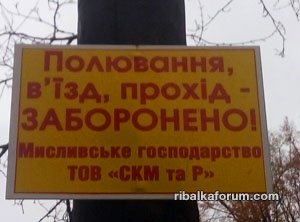 Полювання,
в'їзд, прохід -
ЗАБОРОНЕНО!
Мисливське господарство
ТОВ «СКМ та Р»
ribalkaforum.com